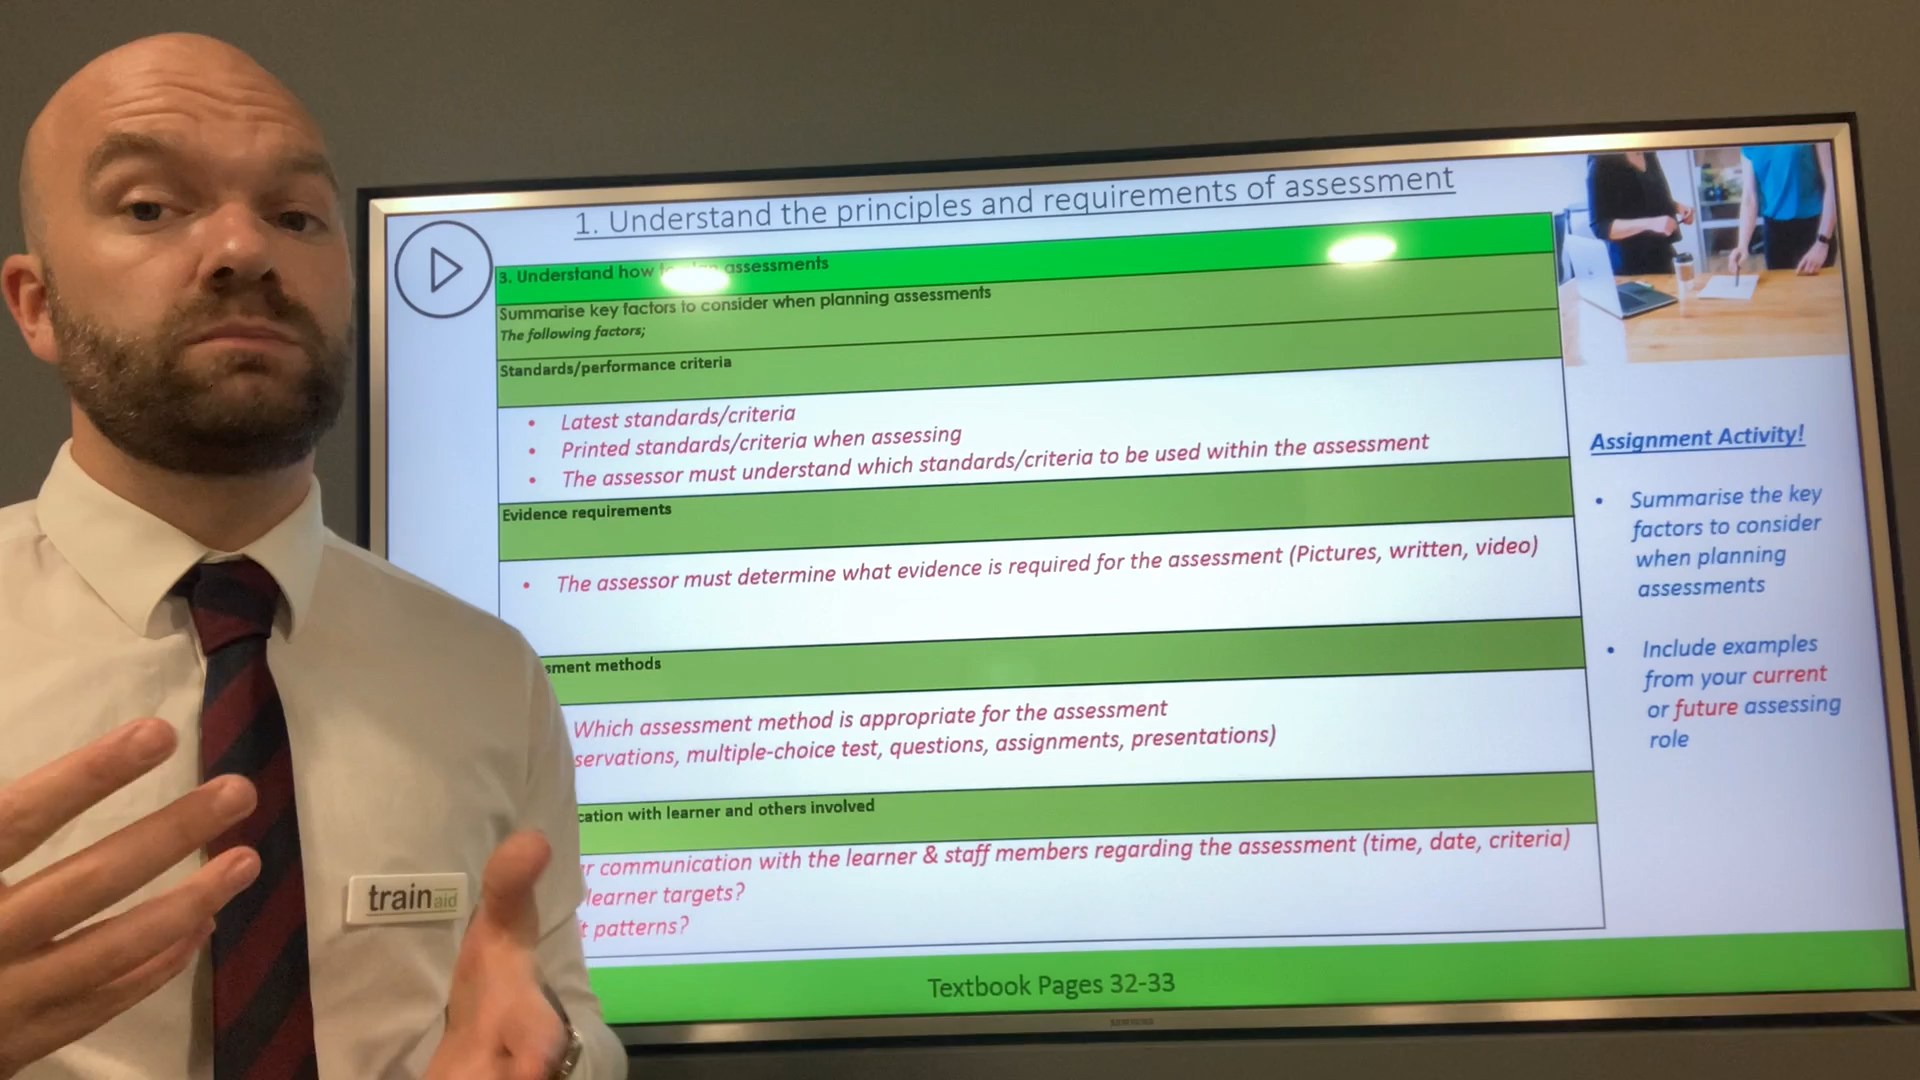 1. Understand the principles and requirements of assessment
3. Understand how assessments
Summarise key factors to consider when planning assessments
The following factors;
Standards/performance criteria
• Latest standards/criteria
• Printed standards/criteria when assessing
• The assessor must understand which standards/criteria to be used within the assessment
Evidence requirements
• The assessor must determine what evidence is required for the assessment (Pictures, written, video)
sment methods
Which assessment method is appropriate for the assessment
servations, multiple-choice test, questions, assignments, presentations)
cation with learner and others involved
r communication with the learner & staff members regarding the assessment (time, date, criteria)
learner targets?
t patterns?
Assignment Activity!
• Summarise the key
factors to consider
when planning
assessments
• Include examples
from your current
or future assessing
role
Textbook Pages 32-33
SAMSUNG
trainaid